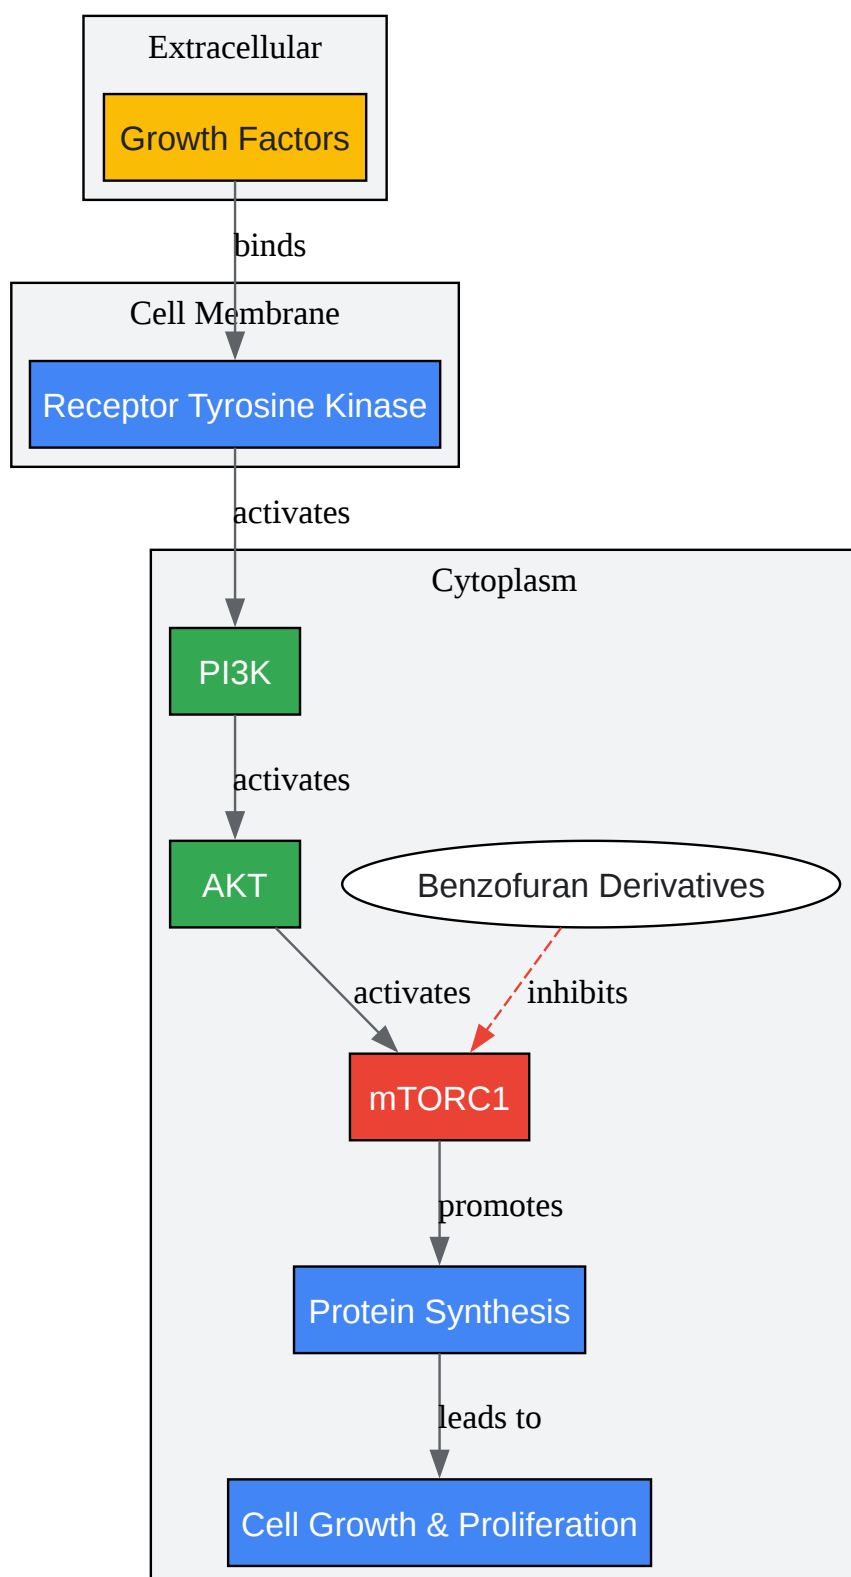 Extracellular
Growth Factors
binds
Cell Membrane
Receptor Tyrosine Kinase
activates
Cytoplasm
PI3K
activates
AKT
Benzofuran Derivatives
activates
inhibits
mTORC1
promotes
Protein Synthesis
leads to
Cell Growth & Proliferation